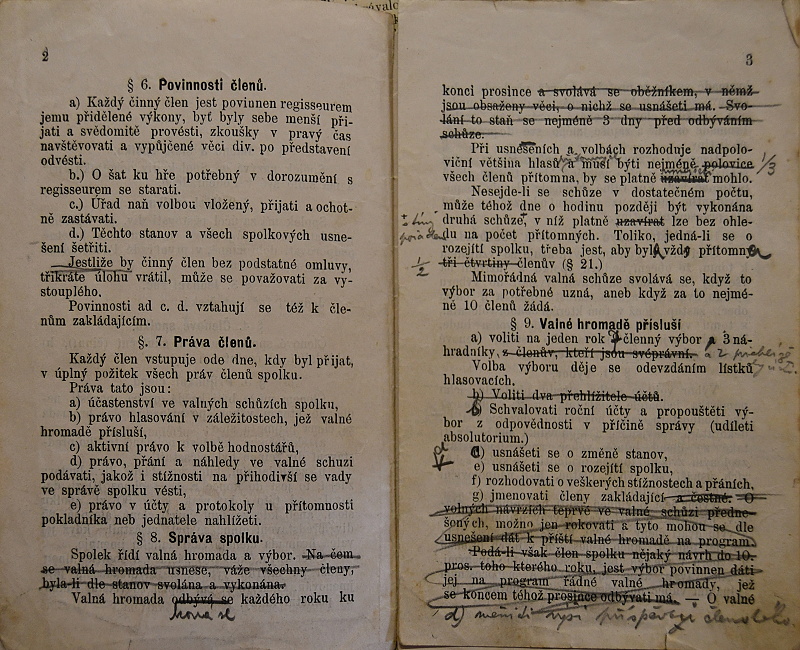 2
§ 6. Povinnosti členů.
a) Každý činný člen jest povinnen regisseurem
jemu přidělené výkony, byť byly sebe menší při-
jati a svědomitě provésti, zkoušky v pravý čas
navštěvovati a vypůjčené věci div. po představení
odvésti.
b.) O šat ku hře potřebný v dorozumění s
regisseurem se starati.
c.) Úřad naň volbou vložený, přijati a ochot-
ně zastávati.
d.) Těchto stanov a všech spolkových usne-
šení šetřiti.
Jestliže by činný člen bez podstatné omluvy,
třikráte úlohu vrátil, může se považovati za vy-
stouplého.
Povinnosti ad c. d. vztahují se též k čle-
nům zakládajícím.
§. 7. Práva členů.
Každý člen vstupuje ode dne, kdy byl přijat,
v úplný požitek všech práv členů spolku.
Práva tato jsou:
a) účastenství ve valných schůzích spolku,
b) právo hlasování v záležitostech, jež valné
hromadě přísluší,
c) aktivní právo k volbě hodnostářů,
d) právo, přání a náhledy ve valné schuzi
podávati, jakož i stížnosti na přihodivší se vady
ve správě spolku vésti,
e) právo v účty a protokoly u přítomnosti
pokladníka neb jednatele nahlížeti.
§ 8. Správa spolku.
Spolek řídí valná hromada a výbor. Na čem
se valná hromada usnese, váže všechny členy,
byla-li dle stanov svolána a vykonána.
Valná hromada odbývá se každého roku ku
koná se
3
konci prosince a svolává se oběžníkem, v němž
jsou obsaženy věci, o nichž se usnášeti má. Svo-
lání to staň se nejméně 3 dny před odbýváním
schůze.
Při usneseních a volbách rozhoduje nadpolo-
viční většina hlasů, a musí býti nejméně polovice 1/3
všech členů přítomna, by se platně uzavírat mohlo.
Nesejde-li se schůze v dostatečném počtu,
může téhož dne o hodinu později být vykonána
druhá schůze, v níž platně uzavírat lze bez ohle-
du na počet přítomných. Toliko, jedná-li se o
rozejití spolku, třeba jest, aby byly vždy přítomny
1/2 tři čtvrtiny členův (§ 21.)
Mimořádná valná schůze svolává se, když to
výbor za potřebné uzná, aneb když za to nejmé-
ně 10 členů žádá.
§ 9. Valné hromadě přísluší
a) voliti na jeden rok členný výbor 3 ná-
hradníky, z členův, kteří jsou svéprávní. a 2
Volba výboru děje se odevzdáním lístků
hlasovacích.
b) Voliti dva přehlížitele účtů.
b) Schvalovati roční účty a propouštěti vý-
bor z odpovědnosti v příčině správy (udíleti
absolutorium.)
d) usnášeti se o změně stanov,
e) usnášeti se o rozejití spolku,
f) rozhodovati o veškerých stížnostech a přáních,
g) jmenovati členy zakládající a čestné. O
volných návrzích teprve ve valné schůzi předne-
šených, možno jen rokovati a tyto mohou se dle
usnešení dát k příští valné hromadě na program.
Podá-li však člen spolku nějaký návrh do 10.
pros. toho kterého roku, jest výbor povinnen dáti
jej na program řádné valné hromady, jež
se koncem téhož prosince odbývati má. — O valné
d)